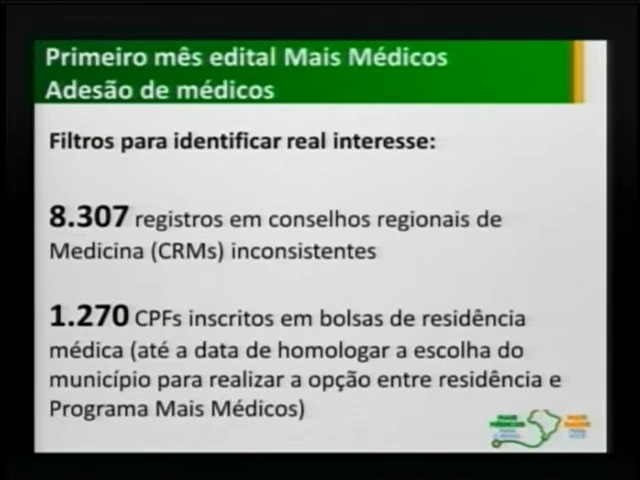 Primeiro mês edital Mais Médicos
Adesão de médicos
Filtros para identificar real interesse:
8.307 registros em conselhos regionais de
Medicina (CRMs) inconsistentes
1.270 CPFs inscritos em bolsas de residência
médica (até a data de homologar a escolha do
município para realizar a opção entre residência e
Programa Mais Médicos)
MAIS
MÉDICOS